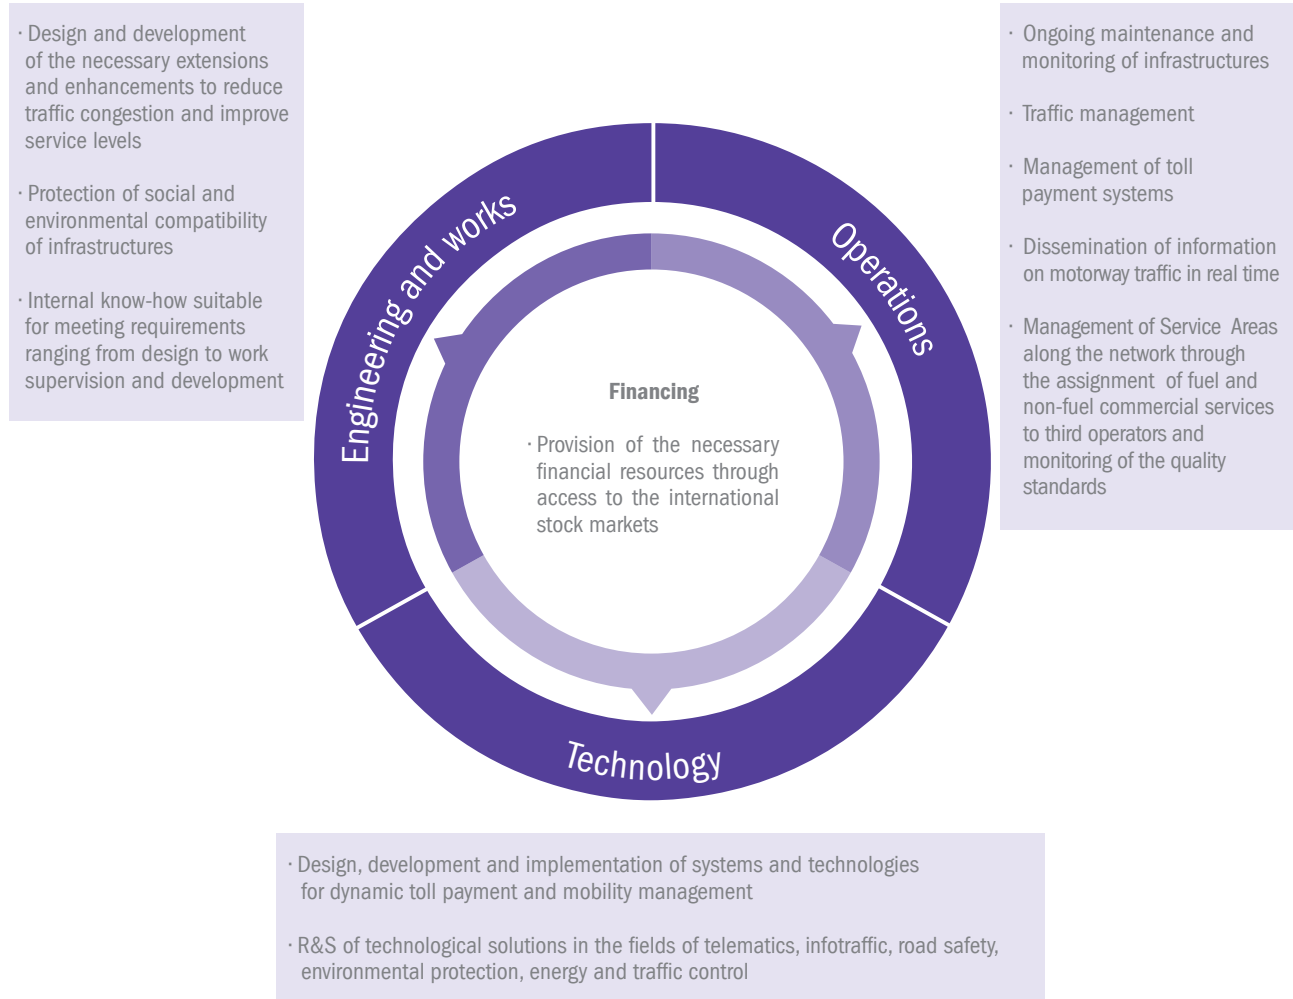 · Design and development
of the necessary extensions
and enhancements to reduce
traffic congestion and improve
service levels
· Protection of social and
environmental compatibility
of infrastructures
· Internal know-how suitable
for meeting requirements
ranging from design to work
supervision and development
· Ongoing maintenance and
monitoring of infrastructures
· Traffic management
· Management of toll
payment systems
· Dissemination of information
on motorway traffic in real time
· Management of Service Areas
along the network through
the assignment of fuel and
non-fuel commercial services
to third operators and
monitoring of the quality
standards
Engineering and works
Operations
Financing
· Provision of the necessary
financial resources through
access to the international
stock markets
Technology
· Design, development and implementation of systems and technologies
for dynamic toll payment and mobility management
· R&S of technological solutions in the fields of telematics, infotraffic, road safety,
environmental protection, energy and traffic control